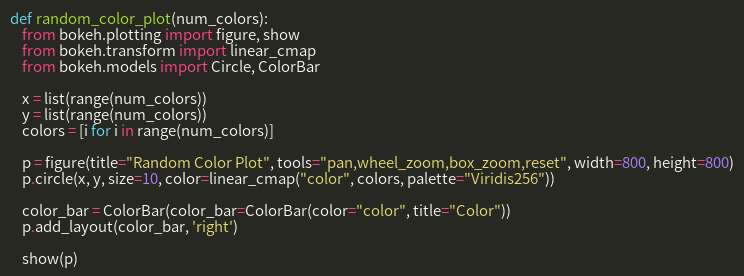 def random_color_plot(num_colors):
    from bokeh.plotting import figure, show
    from bokeh.transform import linear_cmap
    from bokeh.models import Circle, ColorBar

    x = list(range(num_colors))
    y = list(range(num_colors))
    colors = [i for i in range(num_colors)]

    p = figure(title="Random Color Plot", tools="pan,wheel_zoom,box_zoom,reset", width=800, height=800)
    p.circle(x, y, size=10, color=linear_cmap("color", colors, palette="Viridis256"))

    color_bar = ColorBar(color_bar=ColorBar(color="color", title="Color"))
    p.add_layout(color_bar, 'right')

    show(p)